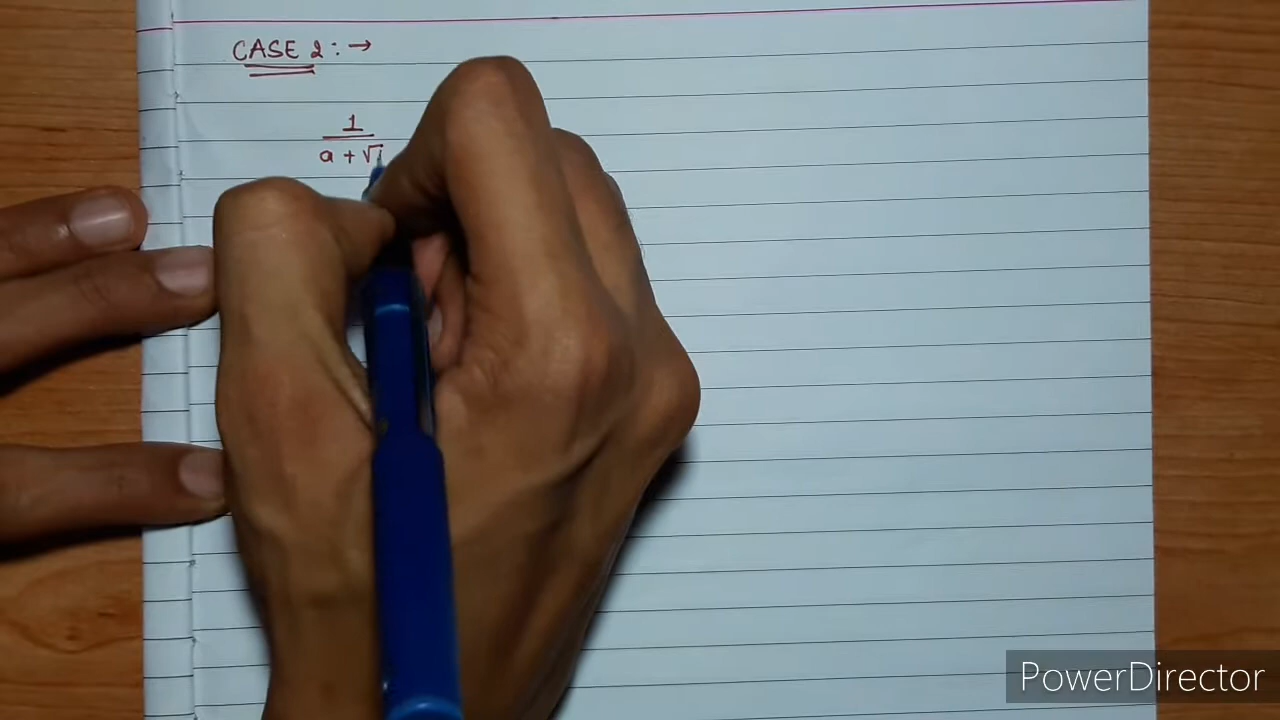 CASE 2 : →
1
a + √
PowerDirector